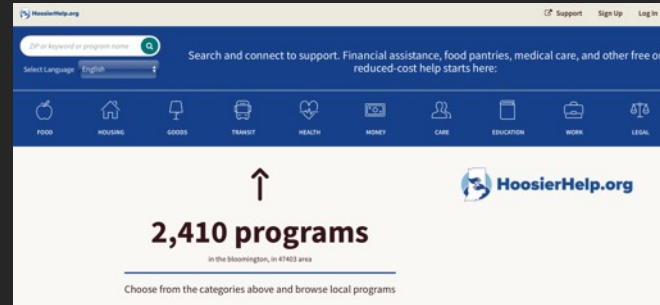 HoosierHelp.org
Support Sign Up Log In
ZIP or keyword or program name
Select Language English
Search and connect to support. Financial assistance, food pantries, medical care, and other free or
reduced-cost help starts here:
FOOD HOUSING GOODS TRANSIT HEALTH MONEY CARE EDUCATION WORK LEGAL
HoosierHelp.org
2,410 programs
in the bloomington, in 47403 area
Choose from the categories above and browse local programs